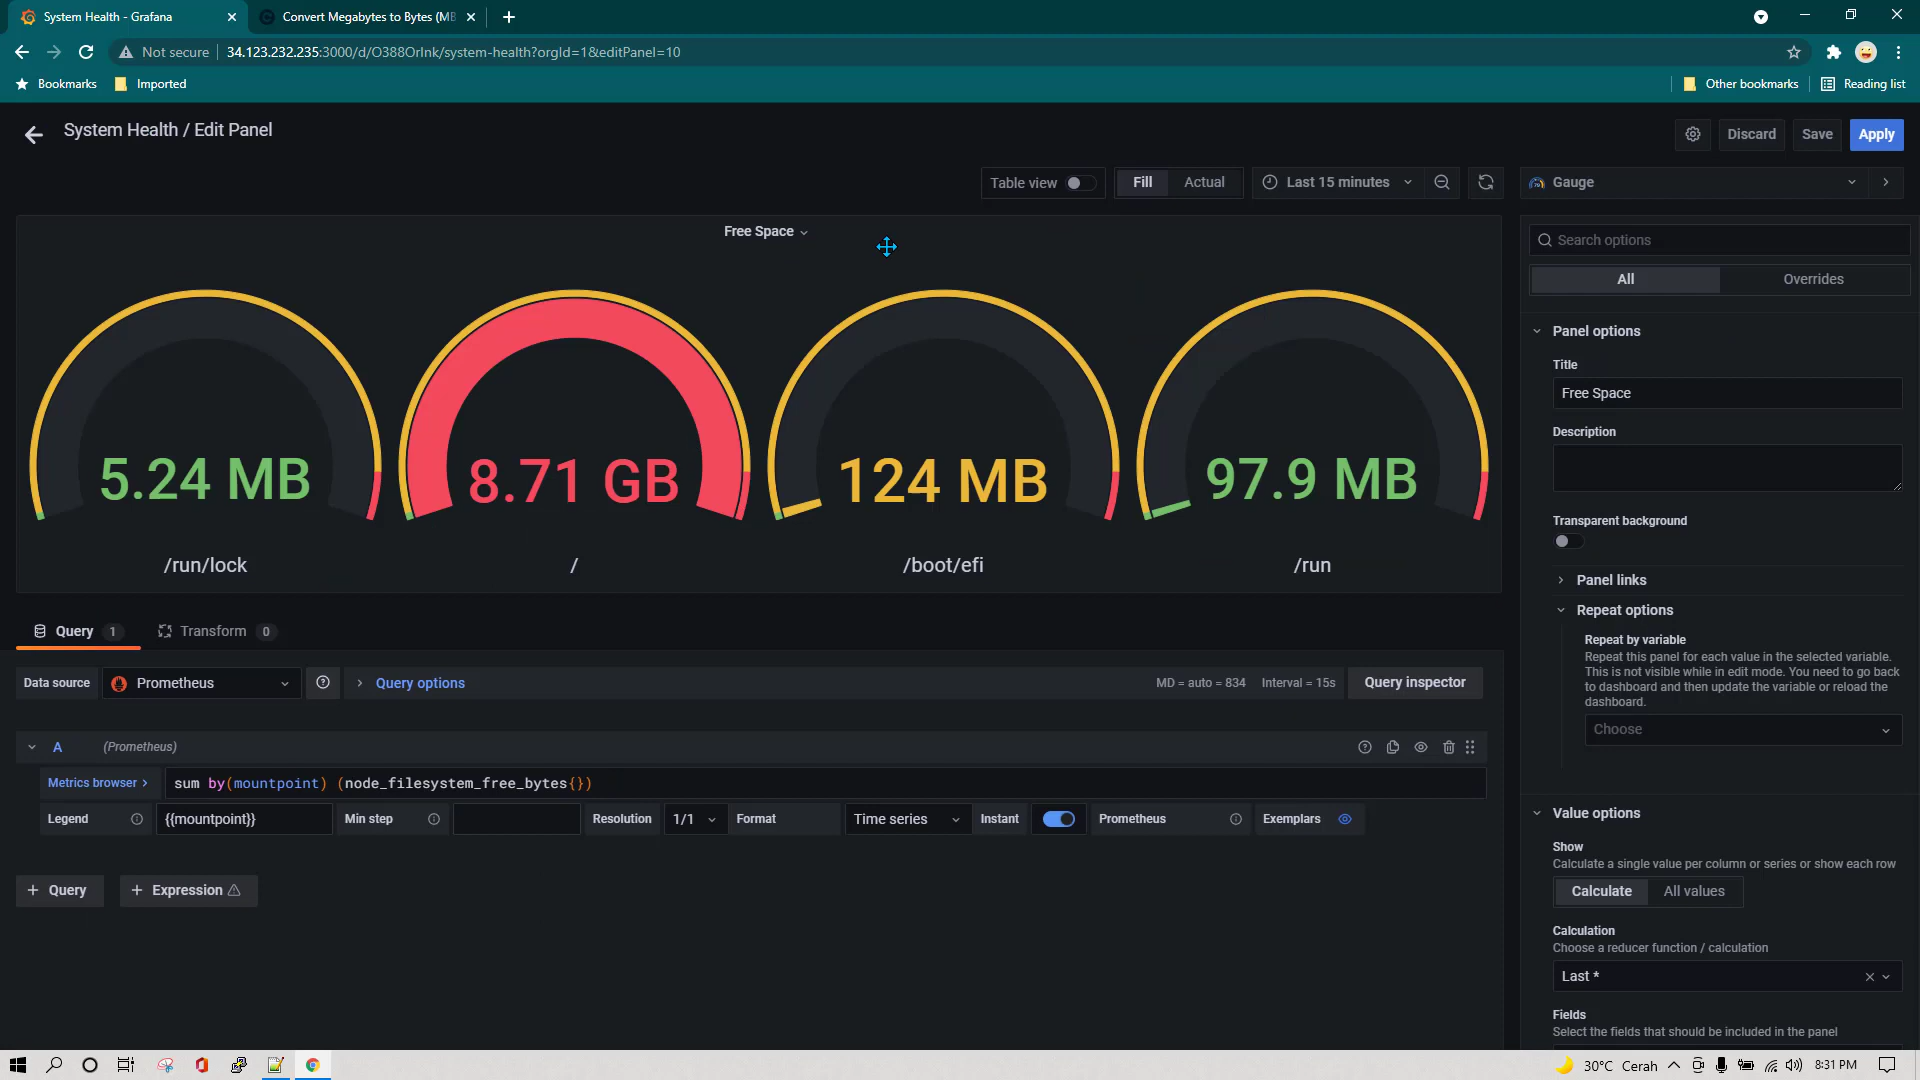 System Health - Grafana
Convert Megabytes to Bytes (MB
Not secure
34.123.232.235:3000/d/O388OrInk/system-health?orgId=1&editPanel=10
Bookmarks
Imported
Other bookmarks
Reading list
System Health / Edit Panel
Discard
Save
Apply
Table view
Fill
Actual
Last 15 minutes
Gauge
Free Space
5.24 MB
8.71 GB
124 MB
97.9 MB
/run/lock
/
/boot/efi
/run
Search options
All
Overrides
Panel options
Title
Free Space
Description
Transparent background
Panel links
Repeat options
Repeat by variable
Repeat this panel for each value in the selected variable.
This is not visible while in edit mode. You need to go back
to dashboard and then update the variable or reload the
dashboard.
Choose
Query 1
Transform 0
Data source
Prometheus
Query options
MD = auto = 834
Interval = 15s
Query inspector
A
(Prometheus)
Metrics browser >
sum by(mountpoint) (node_filesystem_free_bytes{})
Legend
{{mountpoint}}
Min step
Resolution
1/1
Format
Time series
Instant
Prometheus
Exemplars
+ Query
+ Expression
Value options
Show
Calculate a single value per column or series or show each row
Calculate
All values
Calculation
Choose a reducer function / calculation
Last *
Fields
Select the fields that should be included in the panel
30°C Cerah
8:31 PM